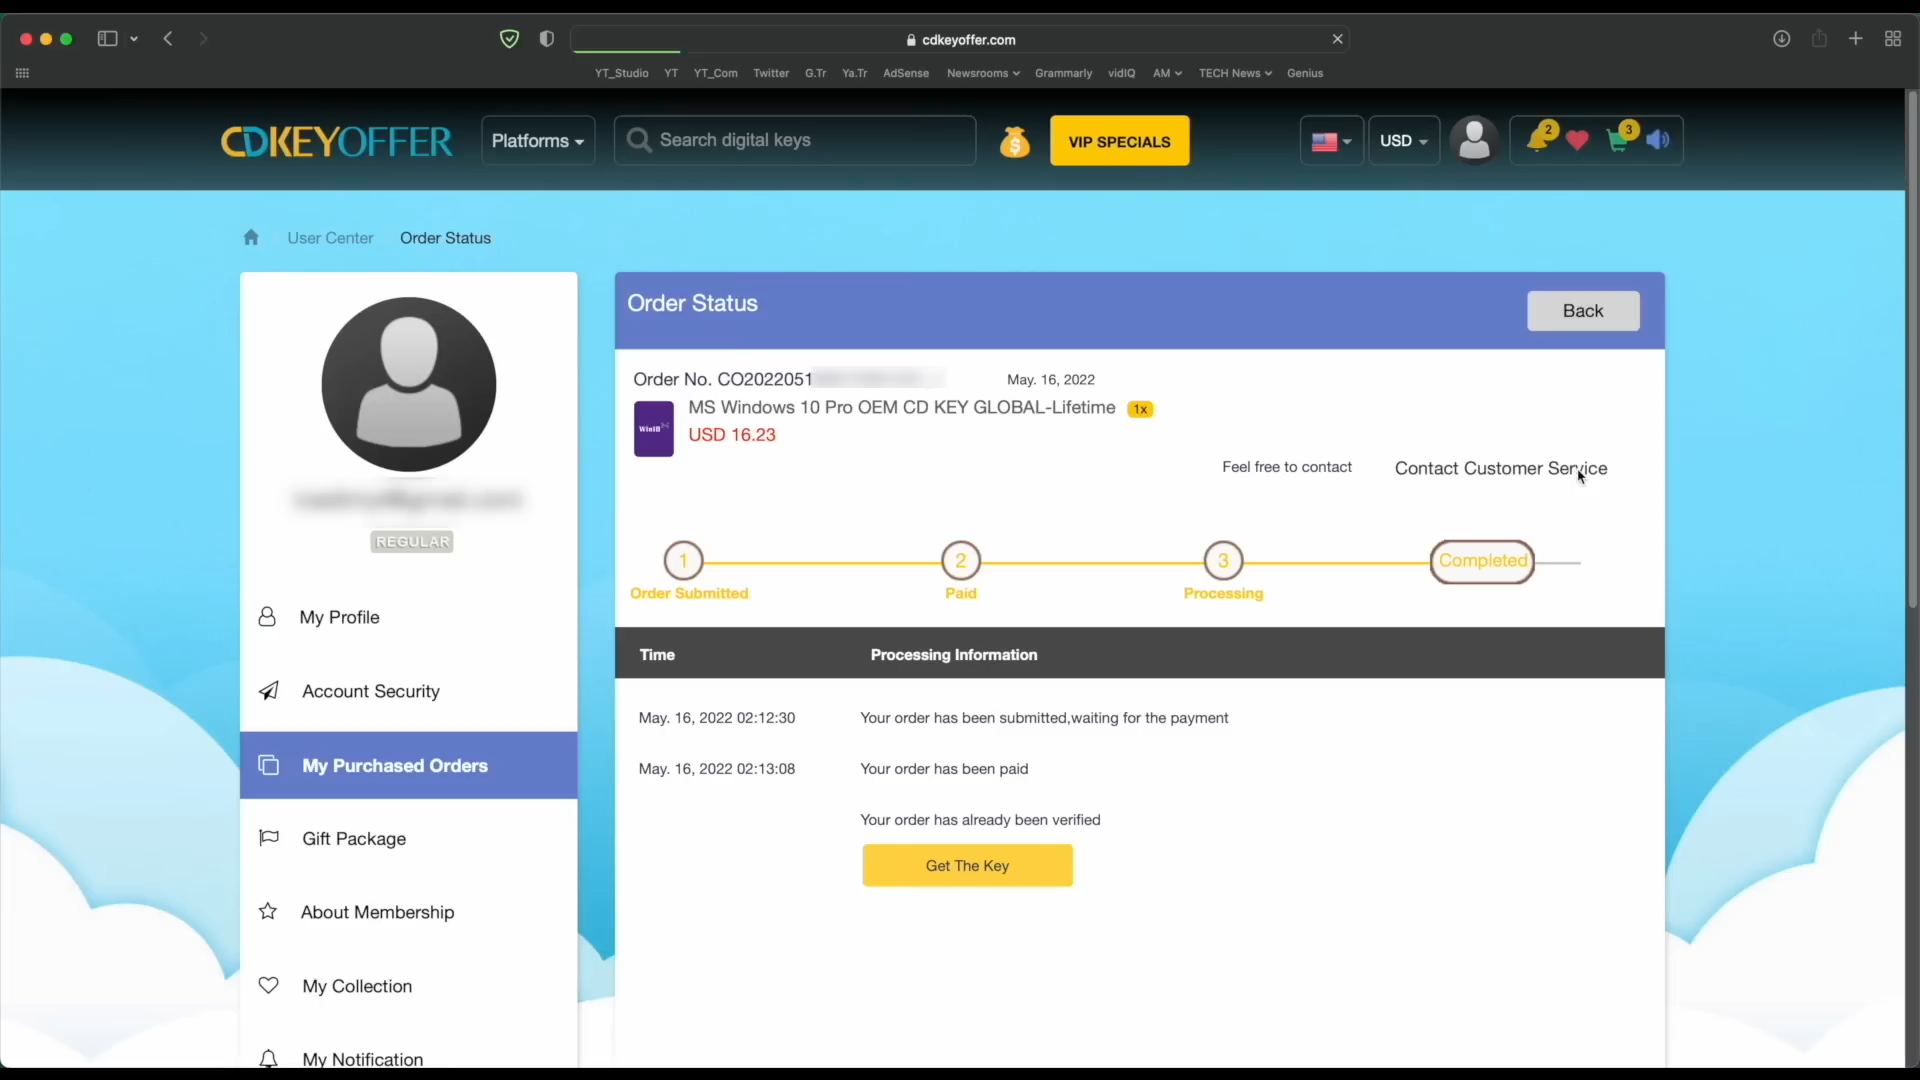 cdkeyoffer.com
YT_Studio YT YT_Com Twitter G.Tr Ya.Tr AdSense Newsrooms Grammarly vidIQ AM TECH News Genius
CDKEYOFFER Platforms Search digital keys VIP SPECIALS USD 2 3
User Center Order Status
Order Status
Back
Order No. CO2022051 May. 16, 2022
MS Windows 10 Pro OEM CD KEY GLOBAL-Lifetime 1x
USD 16.23
Feel free to contact Contact Customer Service
REGULAR
1 2 3 Completed
Order Submitted Paid Processing
My Profile
Account Security
My Purchased Orders
Gift Package
About Membership
My Collection
My Notification
Time Processing Information
May. 16, 2022 02:12:30 Your order has been submitted,waiting for the payment
May. 16, 2022 02:13:08 Your order has been paid
Your order has already been verified
Get The Key